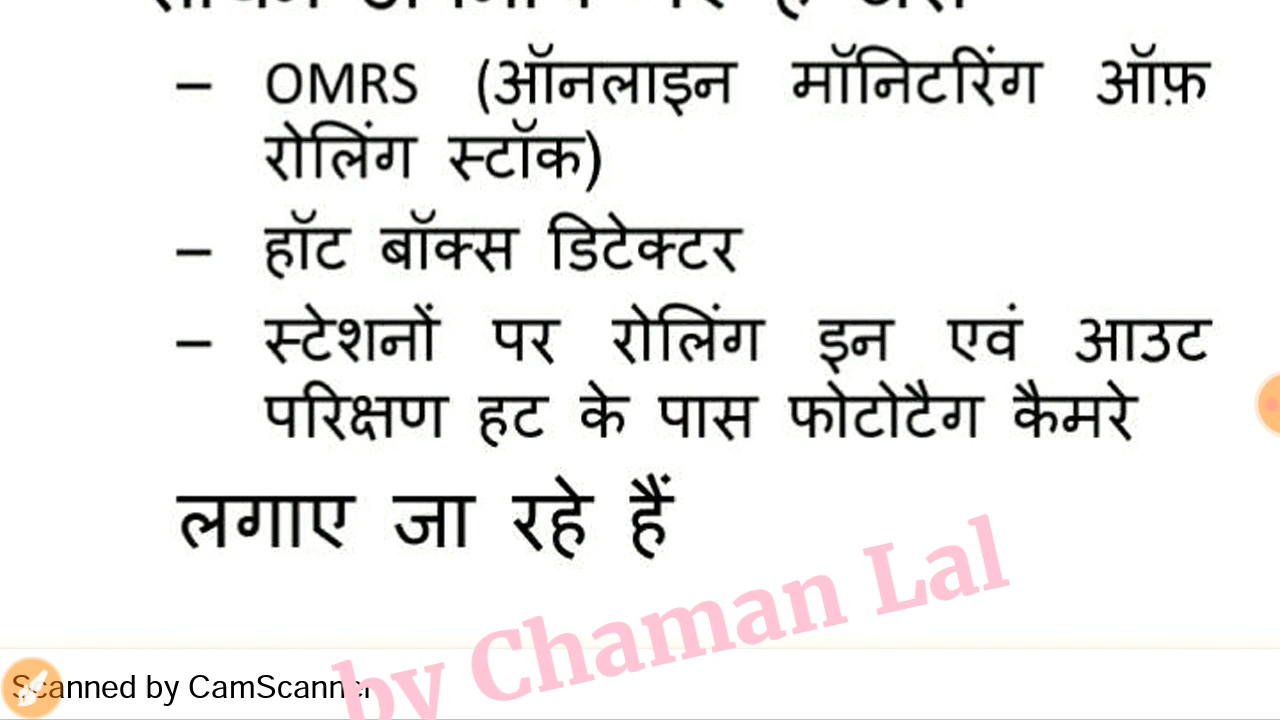 – OMRS (ऑनलाइन मॉनिटरिंग ऑफ़
रोलिंग स्टॉक)
– हॉट बॉक्स डिटेक्टर
– स्टेशनों पर रोलिंग इन एवं आउट
परिक्षण हट के पास फोटोटैग कैमरे
लगाए जा रहे हैं
by Chaman Lal
Scanned by CamScanner